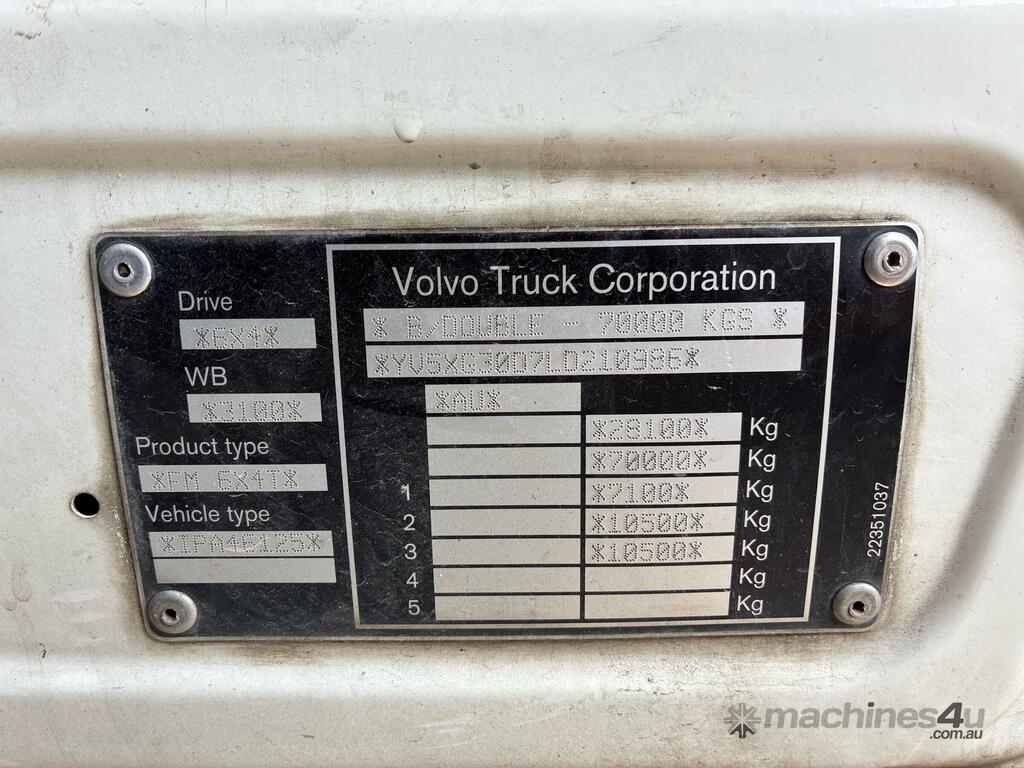 Drive
*6X4*
WB
*3100*
Product type
*FM 6X4T*
Vehicle type
*IPA46125*
Volvo Truck Corporation
* B/DOUBLE - 70000 KGS *
*YV5XG30D7LD210986*
*AU*
*28100* Kg
*70000* Kg
1 *7100* Kg
2 *10500* Kg
3 *10500* Kg
4 Kg
5 Kg
22351037
machines4u
.com.au